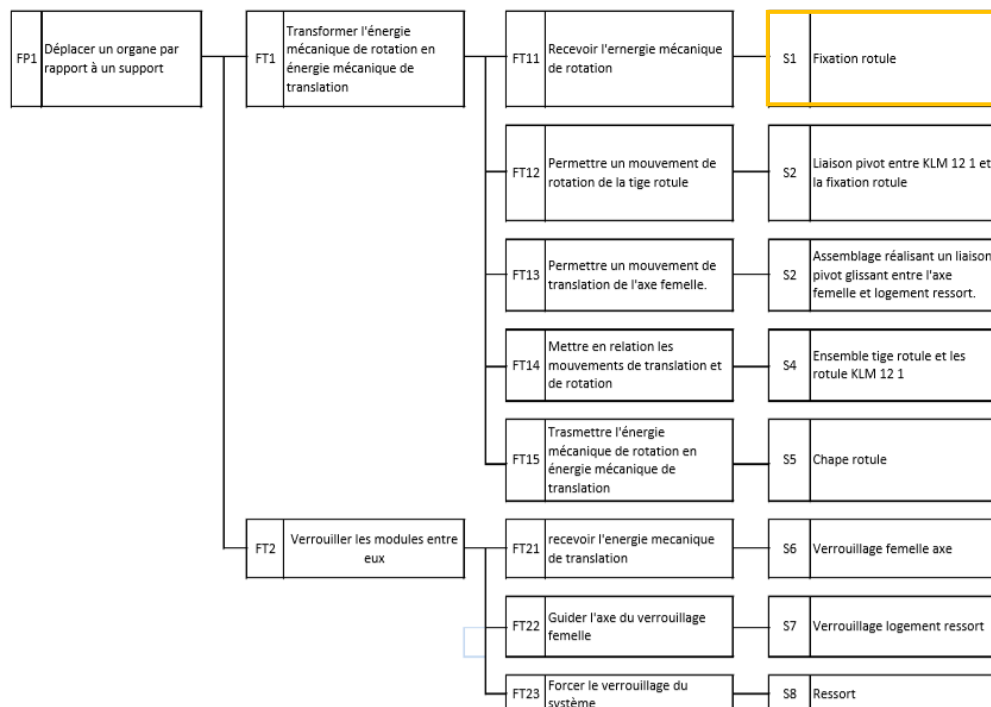 FP1
Déplacer un organe par
rapport à un support
FT1
Transformer l'énergie
mécanique de rotation en
énergie mécanique de
translation
FT11
Recevoir l'ernergie mécanique
de rotation
S1
Fixation rotule
FT12
Permettre un mouvement de
rotation de la tige rotule
S2
Liaison pivot entre KLM 12 1 et
la fixation rotule
FT13
Permettre un mouvement de
translation de l'axe femelle.
S2
Assemblage réalisant un liaison
pivot glissant entre l'axe
femelle et logement ressort.
FT14
Mettre en relation les
mouvements de translation et
de rotation
S4
Ensemble tige rotule et les
rotule KLM 12 1
FT15
Trasmettre l'énergie
mécanique de rotation en
énergie mécanique de
translation
S5
Chape rotule
FT2
Verrouiller les modules entre
eux
FT21
recevoir l'energie mecanique
de translation
S6
Verrouillage femelle axe
FT22
Guider l'axe du verrouillage
femelle
S7
Verrouillage logement ressort
FT23
Forcer le verrouillage du
système
S8
Ressort